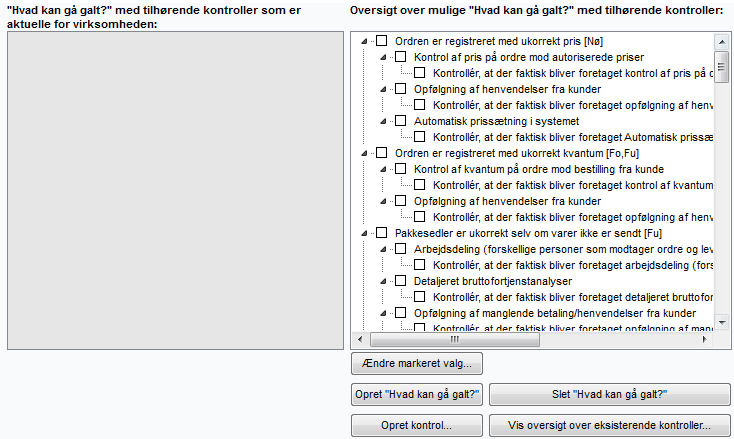 "Hvad kan gå galt?" med tilhørende kontroller som er
aktuelle for virksomheden:
Oversigt over mulige "Hvad kan gå galt?" med tilhørende kontroller:
Ordren er registreret med ukorrekt pris [Nø]
Kontrol af pris på ordre mod autoriserede priser
Kontrollér, at der faktisk bliver foretaget kontrol af pris på o
Opfølgning af henvendelser fra kunder
Kontrollér, at der faktisk bliver foretaget opfølgning af henv
Automatisk prissætning i systemet
Kontrollér, at der faktisk bliver foretaget Automatisk prissæ
Ordren er registreret med ukorrekt kvantum [Fo,Fu]
Kontrol af kvantum på ordre mod bestilling fra kunde
Kontrollér, at der faktisk bliver foretaget kontrol af kvantum
Opfølgning af henvendelser fra kunder
Kontrollér, at der faktisk bliver foretaget opfølgning af henv
Pakkesedler er ukorrekt selv om varer ikke er sendt [Fu]
Arbejdsdeling (forskellige personer som modtager ordre og lev
Kontrollér, at der faktisk bliver foretaget arbejdsdeling (fors
Detaljeret bruttofortjenstanalyser
Kontrollér, at der faktisk bliver foretaget detaljeret bruttofor
Opfølgning af manglende betaling/henvendelser fra kunder
Kontrollér, at der faktisk bliver foretaget opfølgning af mang
Ændre markeret valg...
Opret "Hvad kan gå galt?"
Slet "Hvad kan gå galt?"
Opret kontrol...
Vis oversigt over eksisterende kontroller...